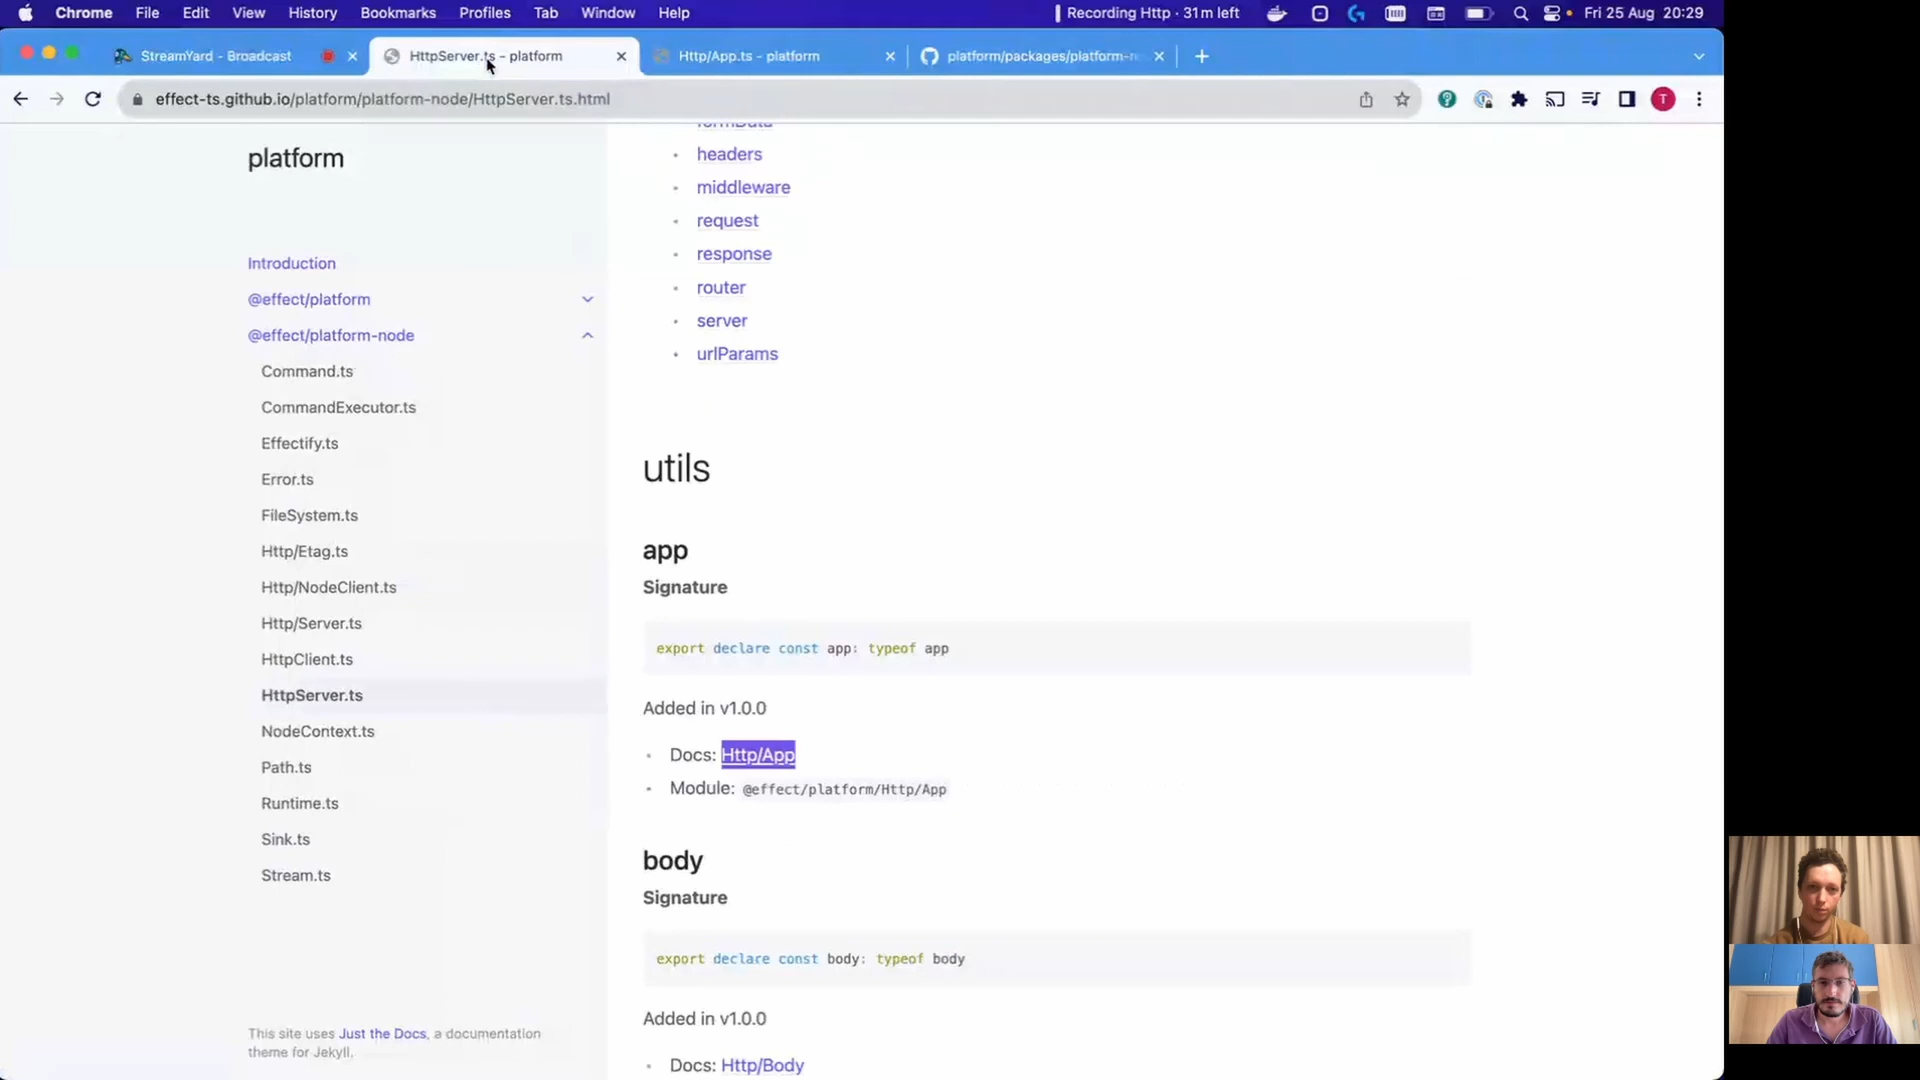 Chrome File Edit View History Bookmarks Profiles Tab Window Help
Recording Http · 31m left
Fri 25 Aug 20:29
StreamYard - Broadcast
HttpServer.ts - platform
Http/App.ts - platform
platform/packages/platform-no
effect-ts.github.io/platform/platform-node/HttpServer.ts.html
T
platform
Introduction
@effect/platform
@effect/platform-node
Command.ts
CommandExecutor.ts
Effectify.ts
Error.ts
FileSystem.ts
Http/Etag.ts
Http/NodeClient.ts
Http/Server.ts
HttpClient.ts
HttpServer.ts
NodeContext.ts
Path.ts
Runtime.ts
Sink.ts
Stream.ts
This site uses Just the Docs, a documentation
theme for Jekyll.
formData
headers
middleware
request
response
router
server
urlParams
utils
app
Signature
export declare const app: typeof app
Added in v1.0.0
Docs: Http/App
Module: @effect/platform/Http/App
body
Signature
export declare const body: typeof body
Added in v1.0.0
Docs: Http/Body